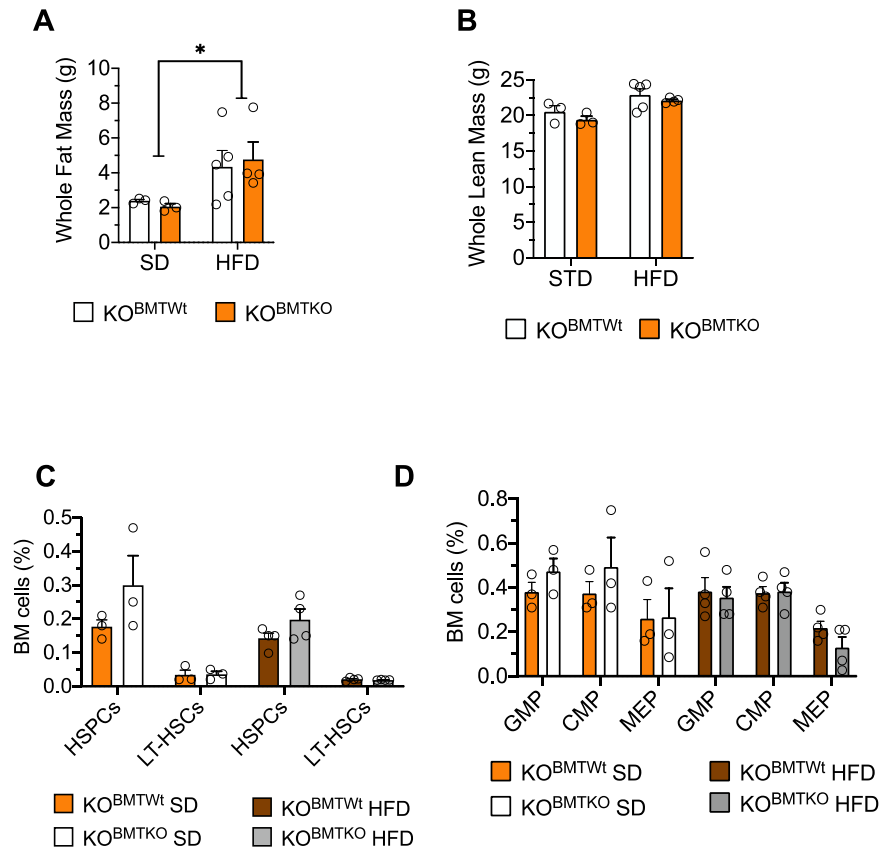 A
*
Whole Fat Mass (g)
10
8
6
4
2
0
SD HFD
KO^BMTWt KO^BMTKO
B
Whole Lean Mass (g)
25
20
15
10
5
0
STD HFD
KO^BMTWt KO^BMTKO
C
BM cells (%)
0.5
0.4
0.3
0.2
0.1
0.0
HSPCs LT-HSCs HSPCs LT-HSCs
KO^BMTWt SD KO^BMTWt HFD
KO^BMTKO SD KO^BMTKO HFD
D
BM cells (%)
0.8
0.6
0.4
0.2
0.0
GMP CMP MEP GMP CMP MEP
KO^BMTWt SD KO^BMTWt HFD
KO^BMTKO SD KO^BMTKO HFD